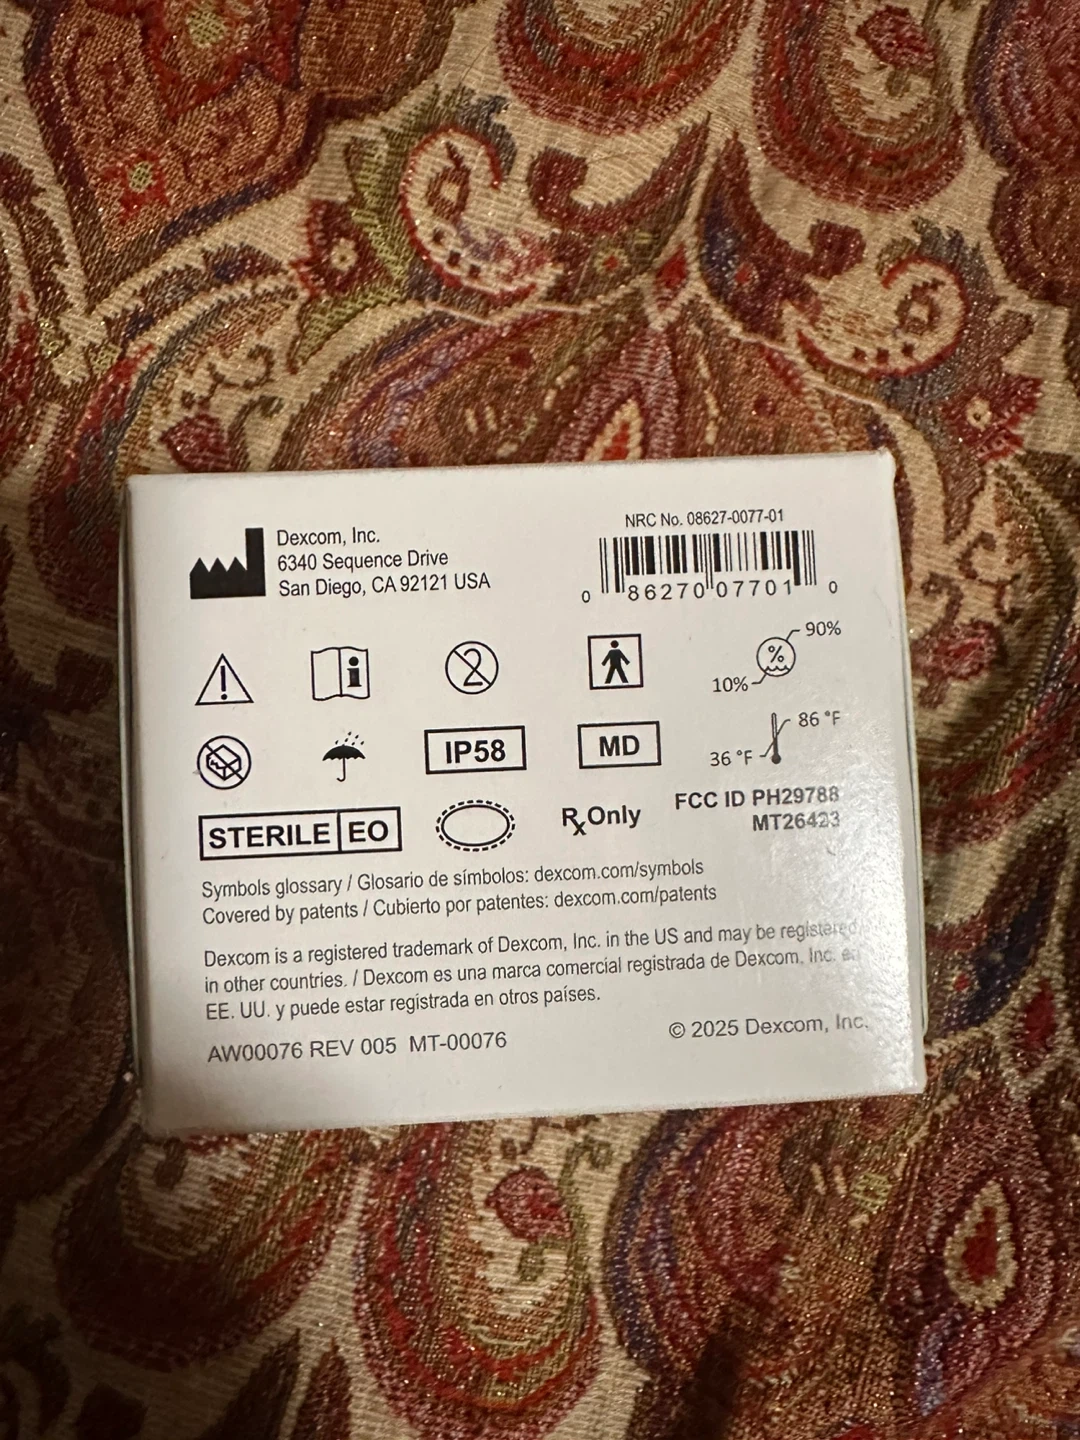 Dexcom, Inc.
6340 Sequence Drive
San Diego, CA 92121 USA
NRC No. 08627-0077-01
0 86270 07701 0
90%
%
10%
2
86 °F
36 °F
IP58
MD
STERILE EO
Rx Only
FCC ID PH29788
MT26423
Symbols glossary / Glosario de símbolos: dexcom.com/symbols
Covered by patents / Cubierto por patentes: dexcom.com/patents
Dexcom is a registered trademark of Dexcom, Inc. in the US and may be registered
in other countries. / Dexcom es una marca comercial registrada de Dexcom, Inc. en
EE. UU. y puede estar registrada en otros países.
AW00076 REV 005 MT-00076
© 2025 Dexcom, Inc.